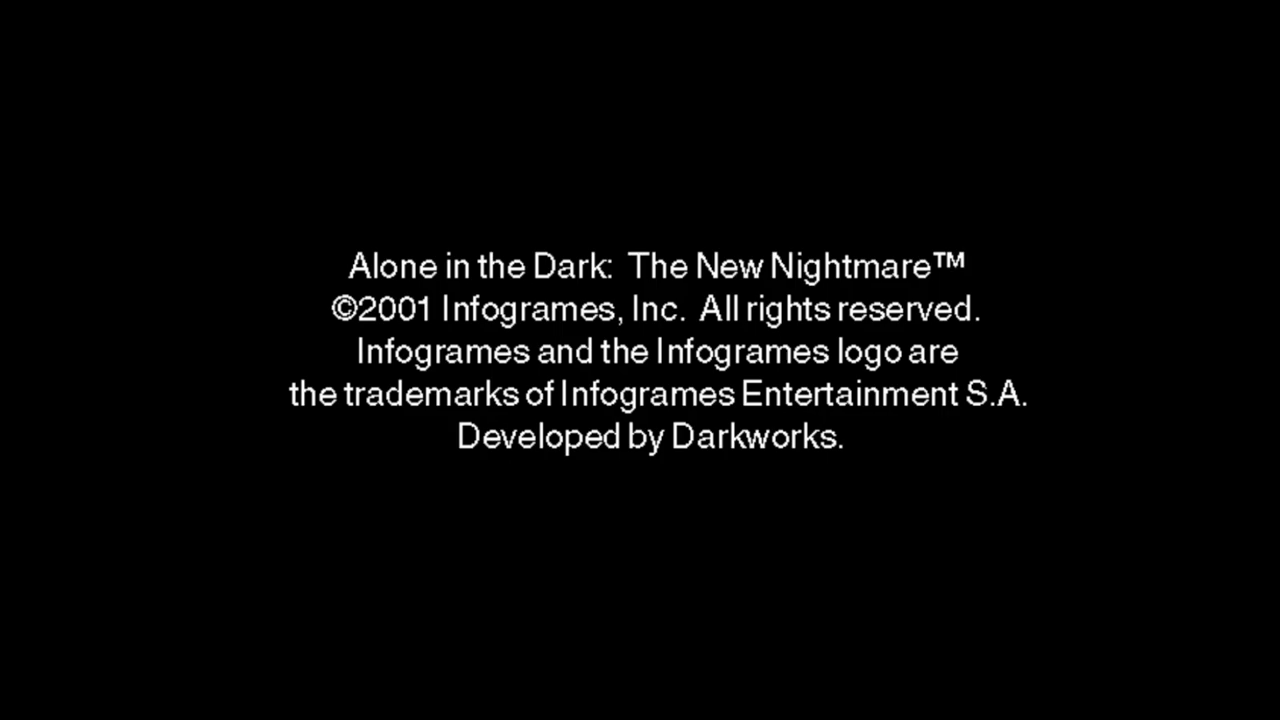 Alone in the Dark:  The New Nightmare™
©2001 Infogrames, Inc.  All rights reserved.
Infogrames and the Infogrames logo are
the trademarks of Infogrames Entertainment S.A.
Developed by Darkworks.